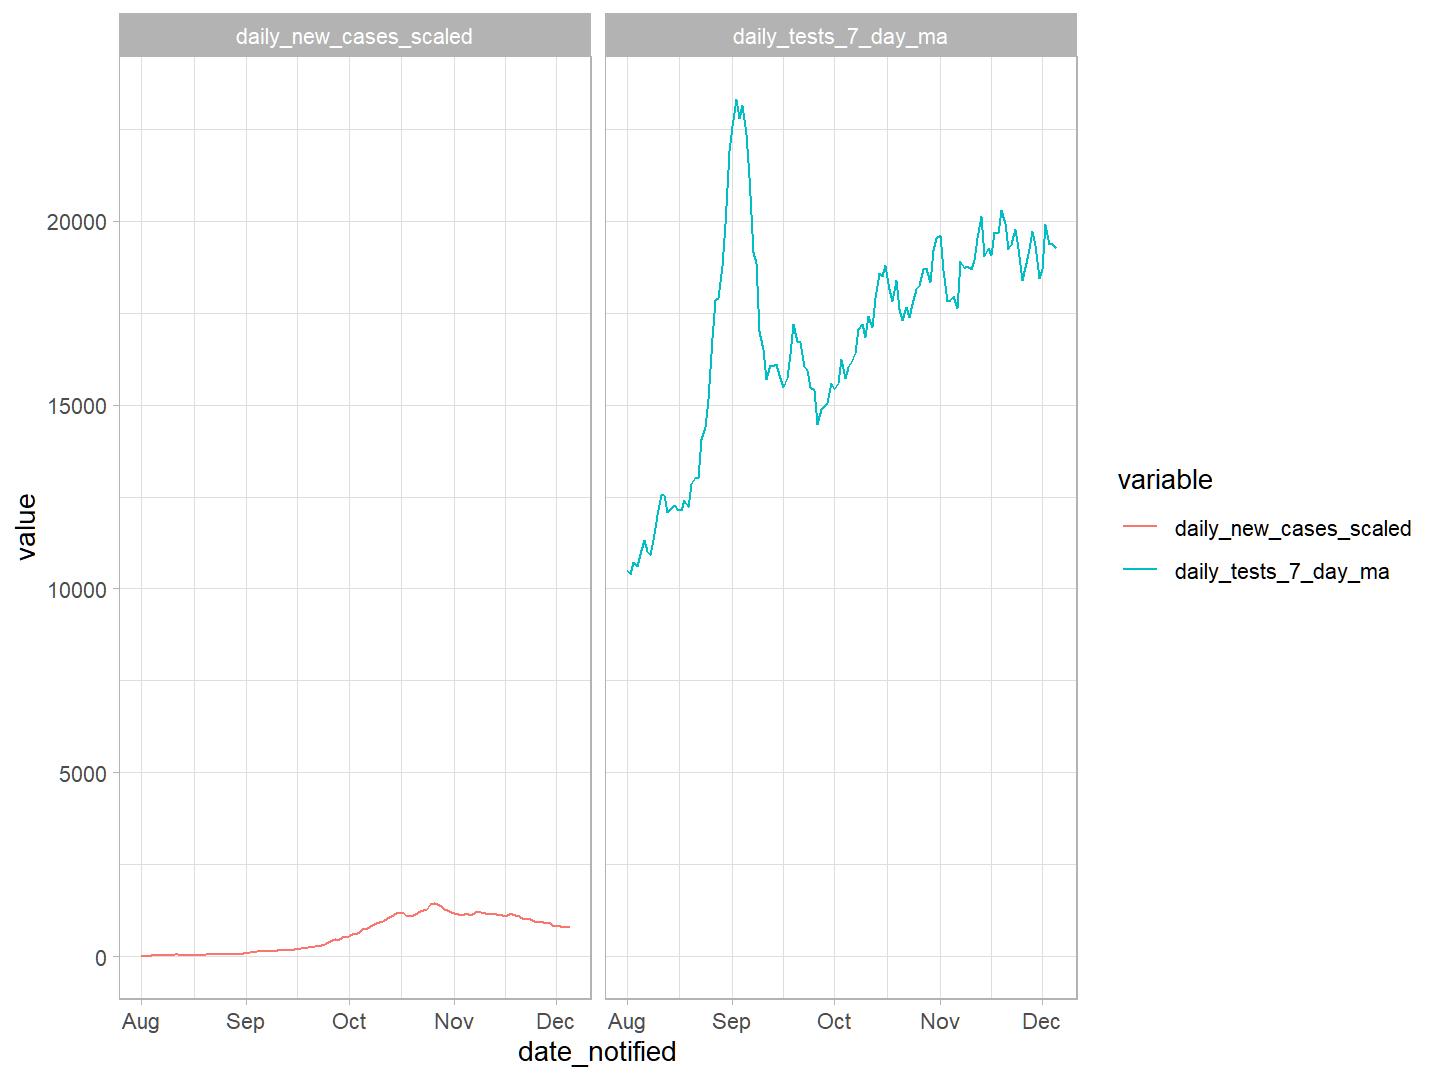 daily_new_cases_scaled
daily_tests_7_day_ma
value
20000
15000
10000
5000
0
Aug Sep Oct Nov Dec
Aug Sep Oct Nov Dec
date_notified
variable
daily_new_cases_scaled
daily_tests_7_day_ma